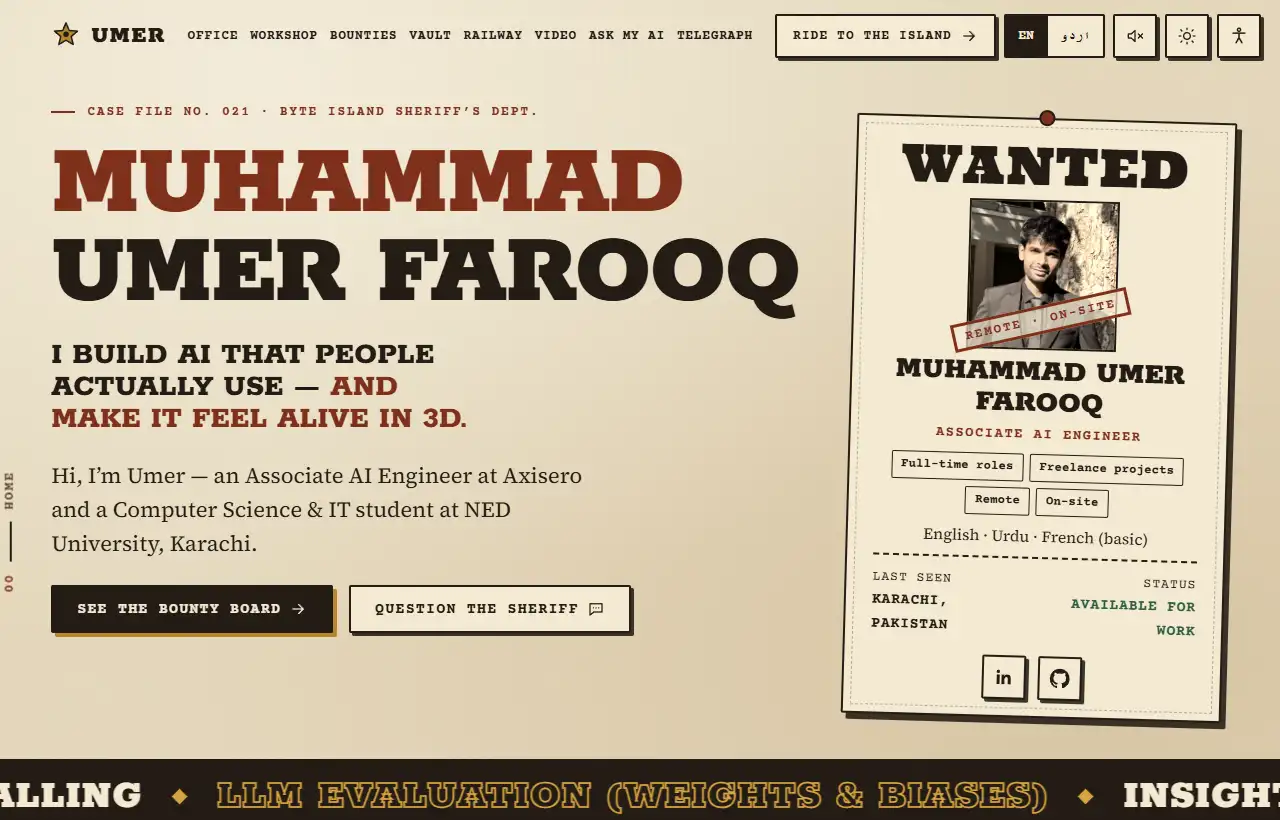 UMER
OFFICE WORKSHOP BOUNTIES VAULT RAILWAY VIDEO ASK MY AI TELEGRAPH
RIDE TO THE ISLAND →
EN اردو
CASE FILE NO. 021 · BYTE ISLAND SHERIFF’S DEPT.
MUHAMMAD
UMER FAROOQ
I BUILD AI THAT PEOPLE
ACTUALLY USE — AND
MAKE IT FEEL ALIVE IN 3D.
Hi, I’m Umer — an Associate AI Engineer at Axisero
and a Computer Science & IT student at NED
University, Karachi.
SEE THE BOUNTY BOARD →
QUESTION THE SHERIFF
HOME
00
WANTED
REMOTE · ON-SITE
MUHAMMAD UMER
FAROOQ
ASSOCIATE AI ENGINEER
Full-time roles Freelance projects
Remote On-site
English · Urdu · French (basic)
LAST SEEN
KARACHI,
PAKISTAN
STATUS
AVAILABLE FOR
WORK
in
ALLING ◆ LLM EVALUATION (WEIGHTS & BIASES) ◆ INSIGHT